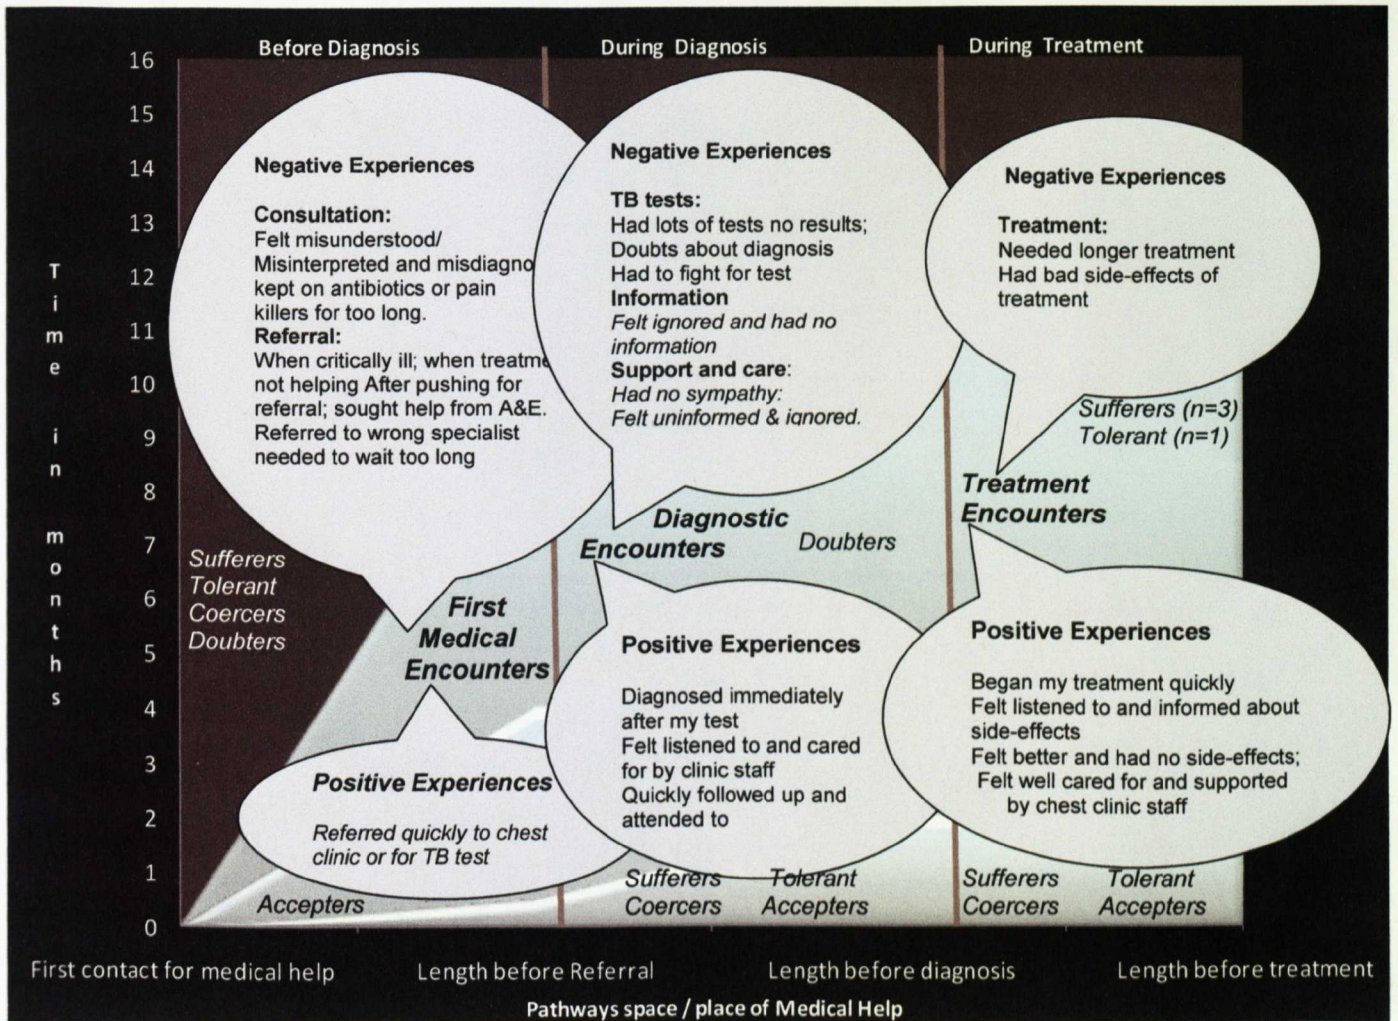 Before Diagnosis
During Diagnosis
During Treatment
16
15
14
13
12
11
10
9
8
7
6
5
4
3
2
1
0
Time in months
Negative Experiences
Consultation:
Felt misunderstood/
Misinterpreted and misdiagno
kept on antibiotics or pain
killers for too long.
Referral:
When critically ill; when treatme
not helping After pushing for
referral; sought help from A&E.
Referred to wrong specialist
needed to wait too long
Negative Experiences
TB tests:
Had lots of tests no results;
Doubts about diagnosis
Had to fight for test
Information
Felt ignored and had no
information
Support and care:
Had no sympathy:
Felt uninformed & ignored.
Negative Experiences
Treatment:
Needed longer treatment
Had bad side-effects of
treatment
Sufferers (n=3)
Tolerant (n=1)
Sufferers
Tolerant
Coercers
Doubters
First
Medical
Encounters
Diagnostic
Encounters
Doubters
Treatment
Encounters
Positive Experiences
Referred quickly to chest
clinic or for TB test
Positive Experiences
Diagnosed immediately
after my test
Felt listened to and cared
for by clinic staff
Quickly followed up and
attended to
Positive Experiences
Began my treatment quickly
Felt listened to and informed about
side-effects
Felt better and had no side-effects;
Felt well cared for and supported
by chest clinic staff
Accepters
Sufferers Tolerant
Coercers Accepters
Sufferers Tolerant
Coercers Accepters
First contact for medical help
Length before Referral
Length before diagnosis
Length before treatment
Pathways space / place of Medical Help